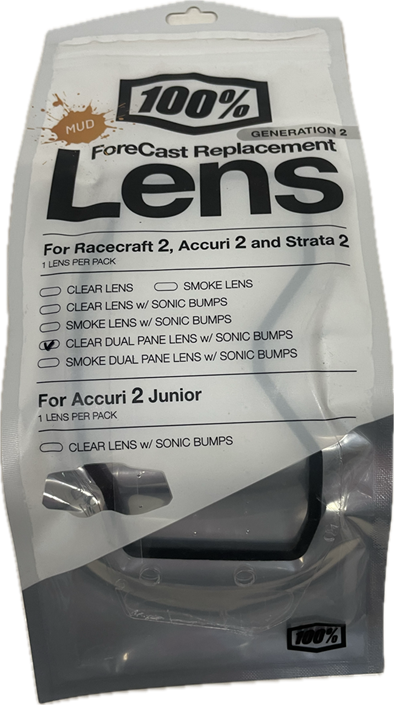 100%
MUD
GENERATION 2
ForeCast Replacement
Lens
For Racecraft 2, Accuri 2 and Strata 2
1 LENS PER PACK
CLEAR LENS SMOKE LENS
CLEAR LENS w/ SONIC BUMPS
SMOKE LENS w/ SONIC BUMPS
CLEAR DUAL PANE LENS w/ SONIC BUMPS
SMOKE DUAL PANE LENS w/ SONIC BUMPS
For Accuri 2 Junior
1 LENS PER PACK
CLEAR LENS w/ SONIC BUMPS
100%